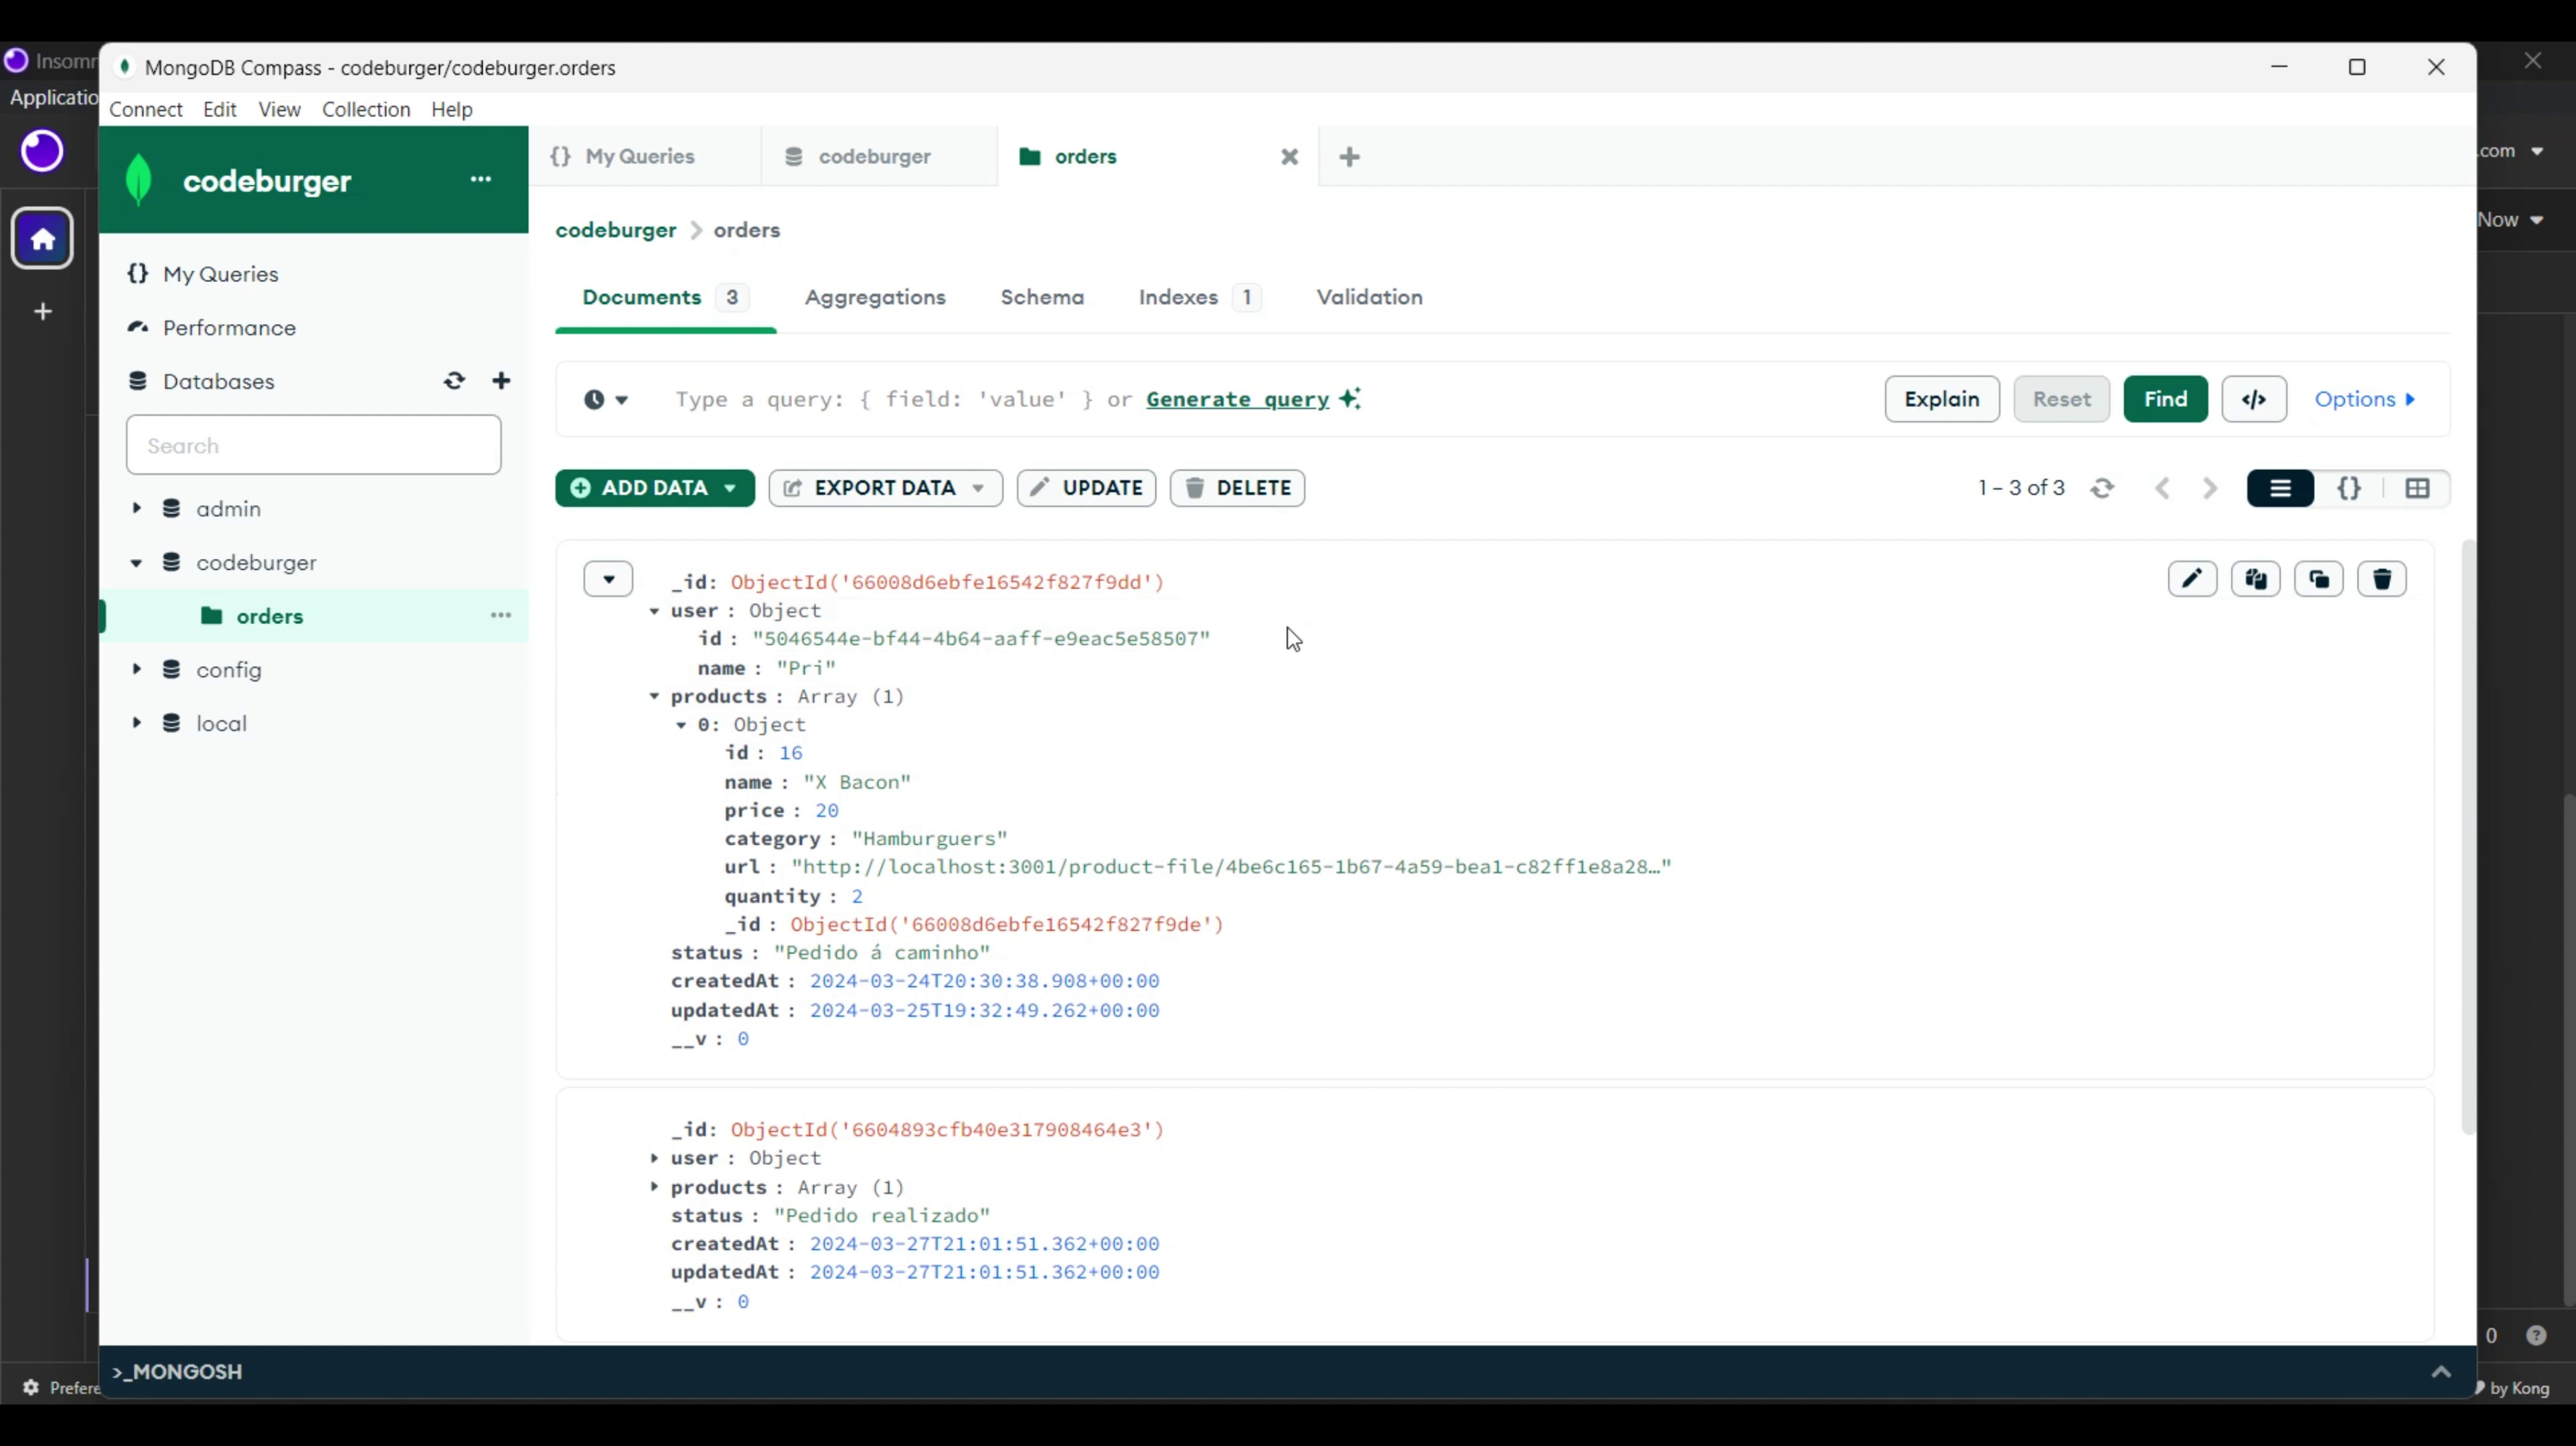 Insomn
MongoDB Compass - codeburger/codeburger.orders
Applicatio
Connect Edit View Collection Help
codeburger
{} My Queries
codeburger
orders
.com
codeburger > orders
Now
{} My Queries
Documents 3
Aggregations
Schema
Indexes 1
Validation
Performance
Databases
Type a query: { field: 'value' } or Generate query
Explain
Reset
Find
</>
Options
Search
ADD DATA
EXPORT DATA
UPDATE
DELETE
1 – 3 of 3
{}
admin
codeburger
orders
config
local
_id: ObjectId('66008d6ebfe16542f827f9dd')
user : Object
id : "5046544e-bf44-4b64-aaff-e9eac5e58507"
name : "Pri"
products : Array (1)
0: Object
id : 16
name : "X Bacon"
price : 20
category : "Hamburguers"
url : "http://localhost:3001/product-file/4be6c165-1b67-4a59-bea1-c82ff1e8a28…"
quantity : 2
_id : ObjectId('66008d6ebfe16542f827f9de')
status : "Pedido á caminho"
createdAt : 2024-03-24T20:30:38.908+00:00
updatedAt : 2024-03-25T19:32:49.262+00:00
__v : 0
_id: ObjectId('6604893cfb40e317908464e3')
user : Object
products : Array (1)
status : "Pedido realizado"
createdAt : 2024-03-27T21:01:51.362+00:00
updatedAt : 2024-03-27T21:01:51.362+00:00
__v : 0
0
>_MONGOSH
Prefere
by Kong